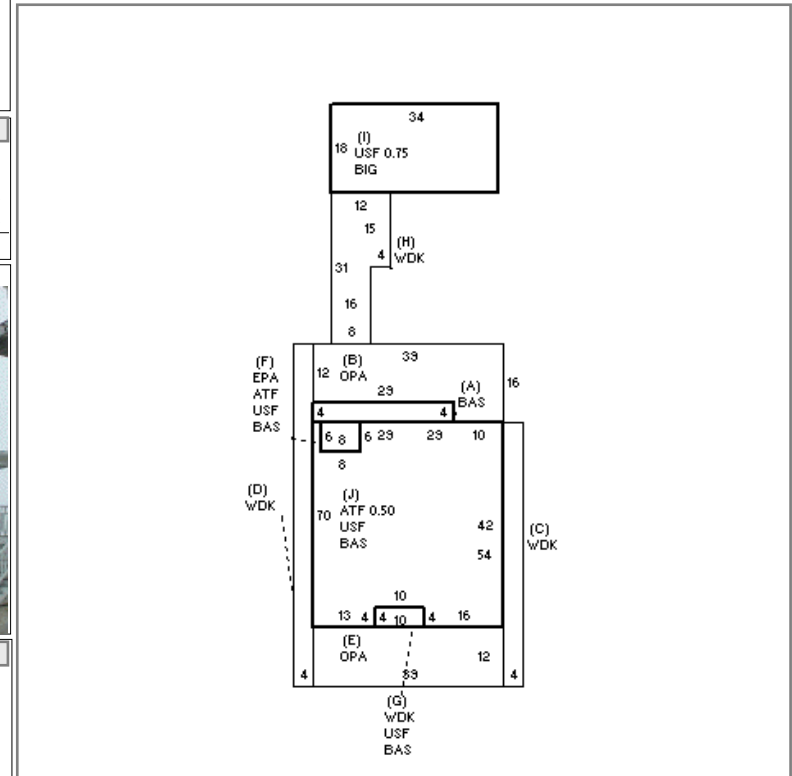 34
(I)
18
USF 0.75
BIG
12
15
(H)
4
WDK
31
16
8
(F)
(B)
39
EPA
12
OPA
ATF
29
(A)
16
USF
BAS
BAS
4
4
6
8
6
29
29
10
8
(D)
(J)
WDK
70
ATF 0.50
USF
42
(C)
BAS
WDK
54
10
13
4
4
10
4
16
(E)
OPA
12
4
39
4
(G)
WDK
USF
BAS